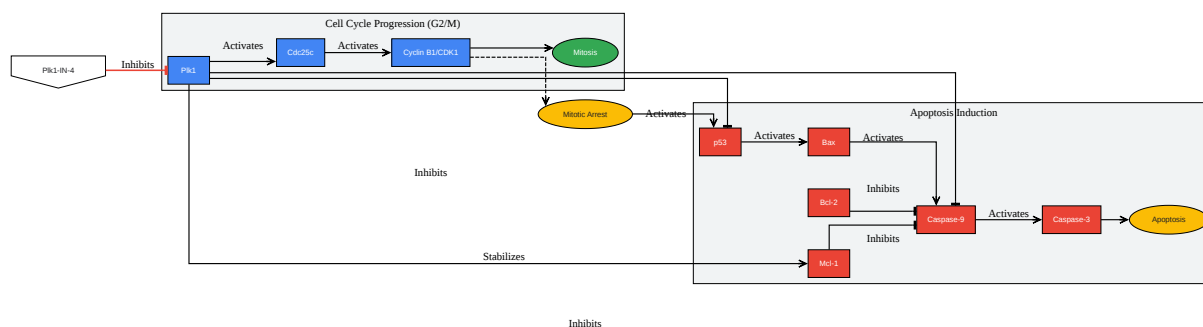 Cell Cycle Progression (G2/M)
Plk1-IN-4
Inhibits
Plk1
Activates
Cdc25c
Activates
Cyclin B1/CDK1
Mitosis
Mitotic Arrest
Activates
Apoptosis Induction
p53
Activates
Bax
Activates
Inhibits
Bcl-2
Inhibits
Caspase-9
Activates
Caspase-3
Apoptosis
Inhibits
Stabilizes
Mcl-1
Inhibits